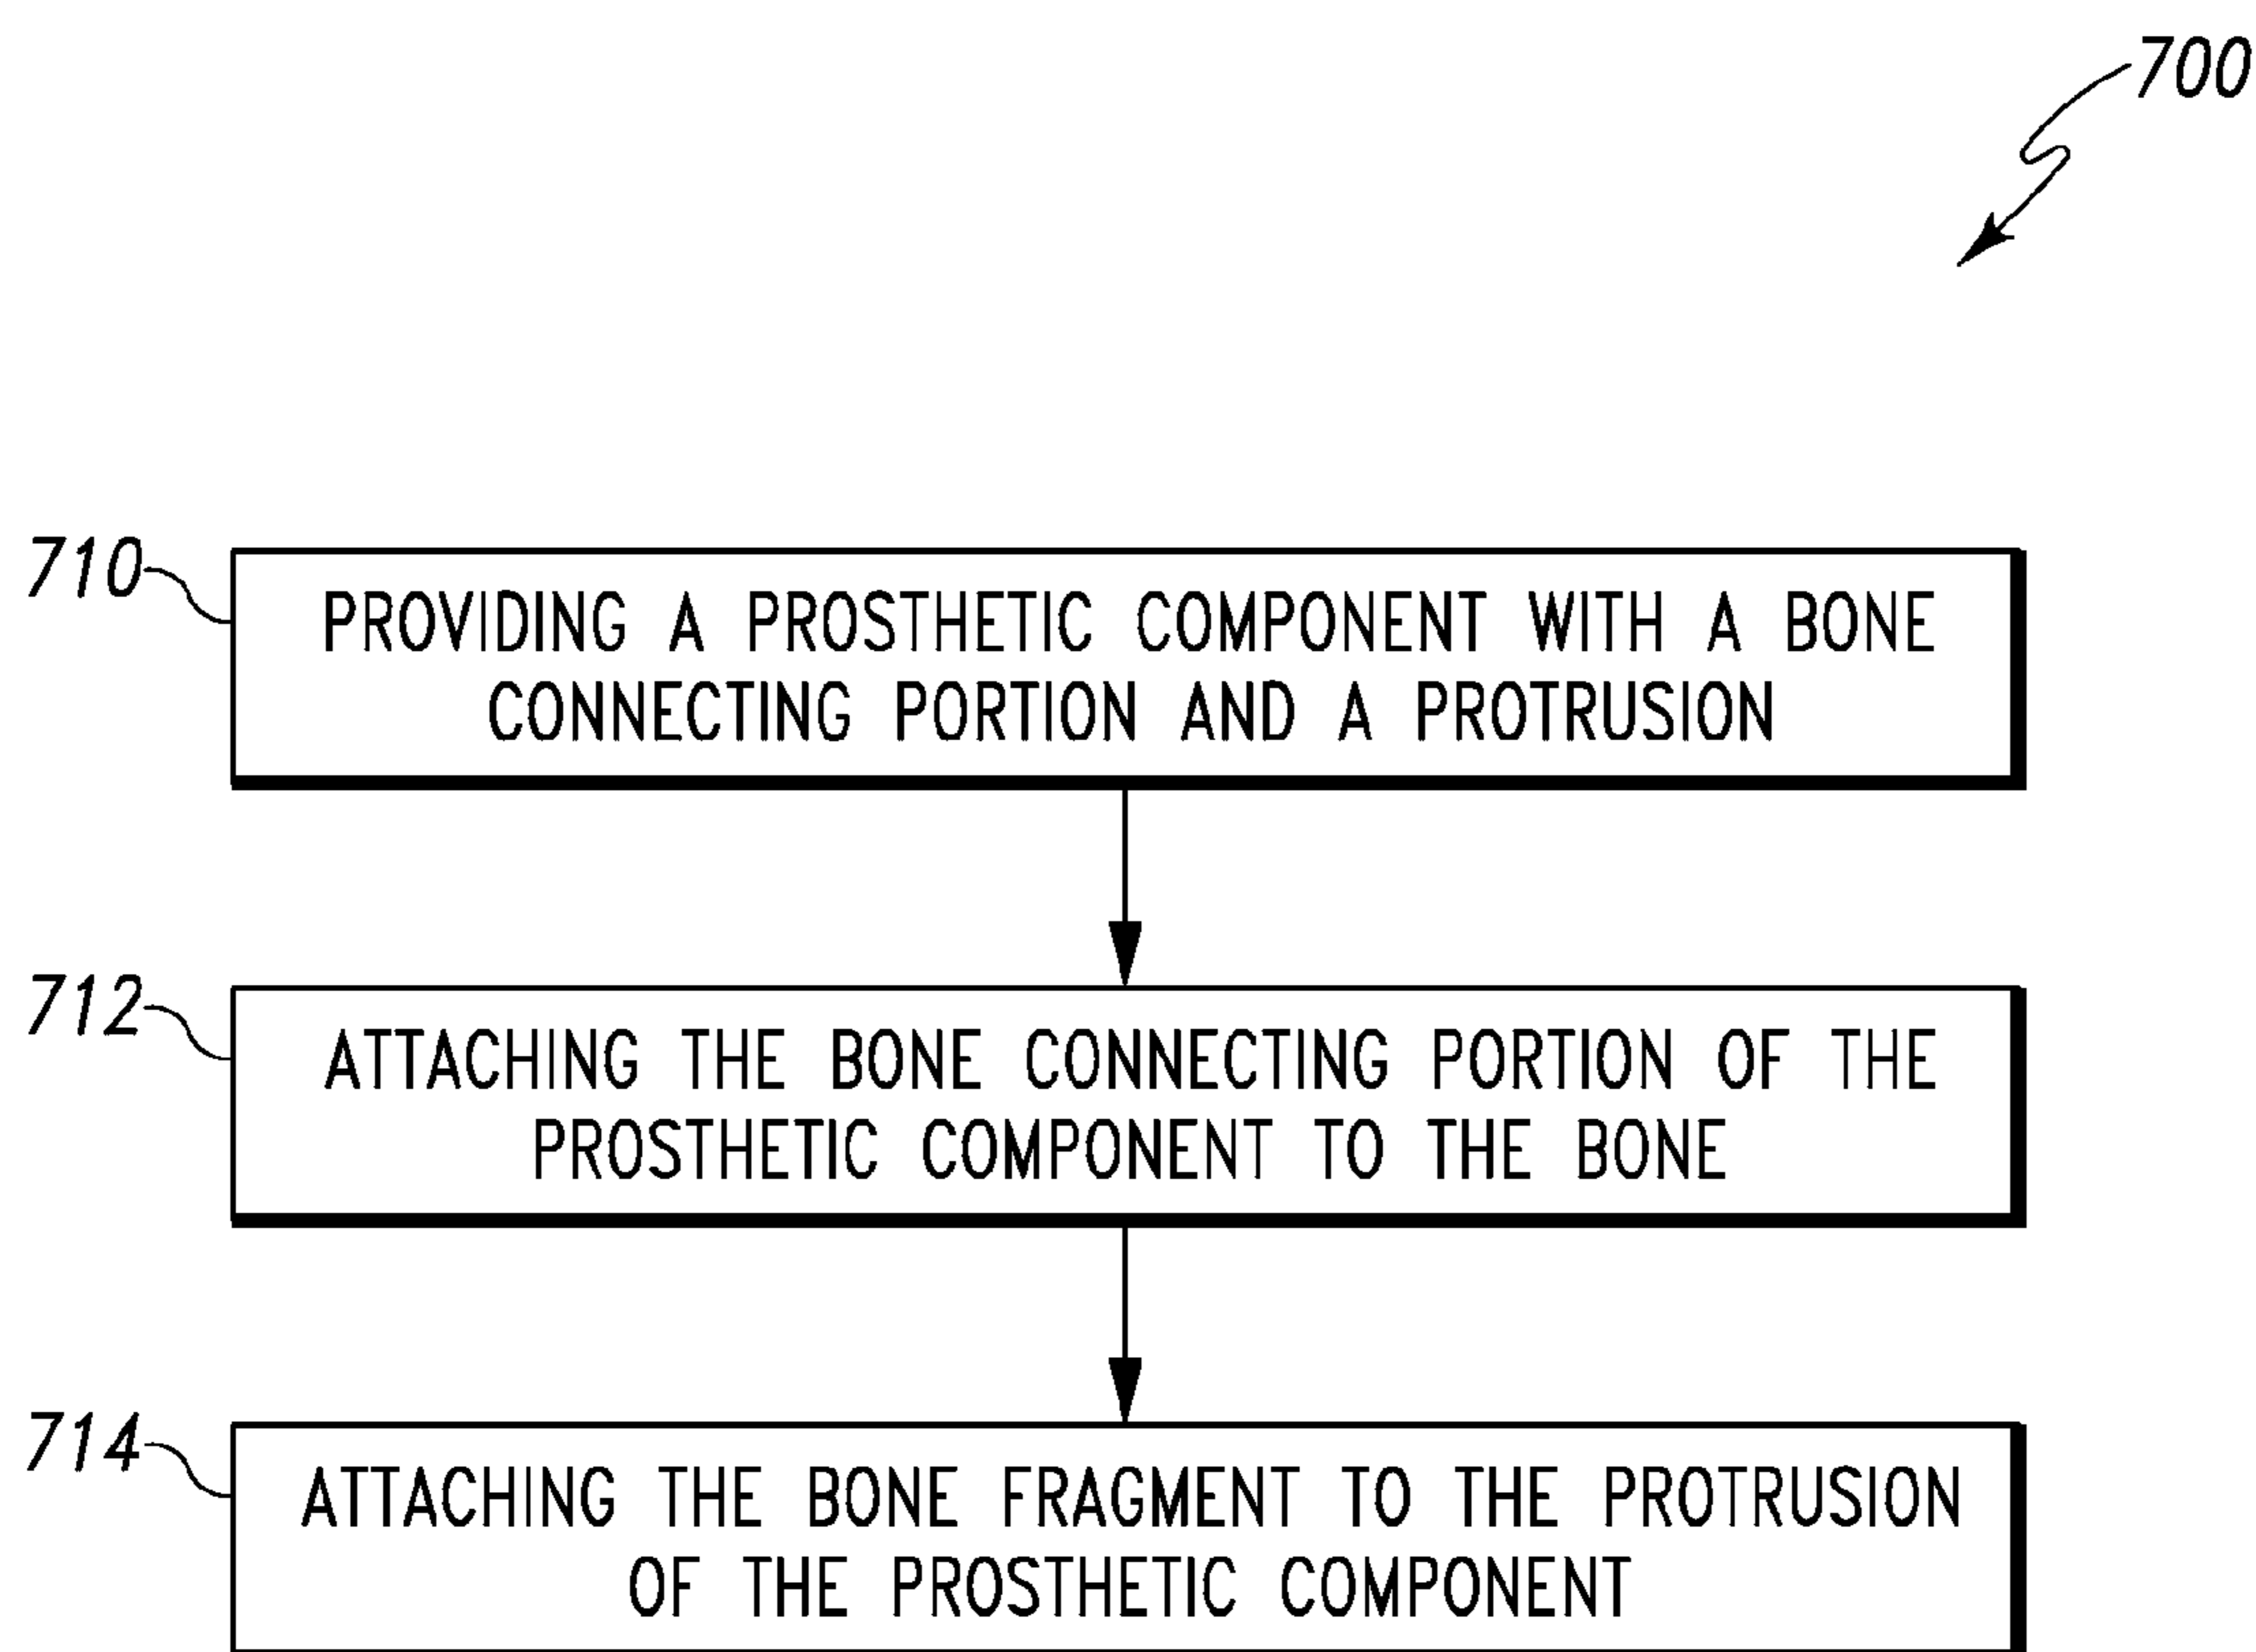 700
710
PROVIDING A PROSTHETIC COMPONENT WITH A BONE
CONNECTING PORTION AND A PROTRUSION
712
ATTACHING THE BONE CONNECTING PORTION OF THE
PROSTHETIC COMPONENT TO THE BONE
714
ATTACHING THE BONE FRAGMENT TO THE PROTRUSION
OF THE PROSTHETIC COMPONENT